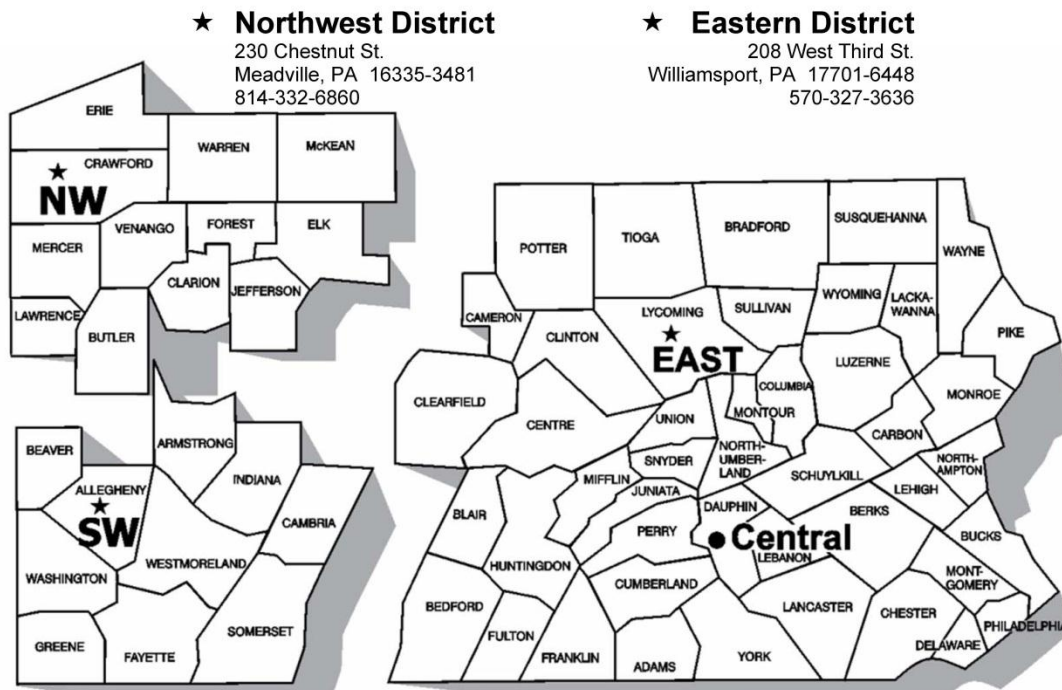 ★ Northwest District
230 Chestnut St.
Meadville, PA 16335-3481
814-332-6860
★ Eastern District
208 West Third St.
Williamsport, PA 17701-6448
570-327-3636
ERIE
CRAWFORD
★
NW
WARREN
McKEAN
MERCER
VENANGO
FOREST
ELK
CLARION
JEFFERSON
LAWRENCE
BUTLER
BEAVER
ARMSTRONG
ALLEGHENY
★
SW
INDIANA
CAMBRIA
WASHINGTON
WESTMORELAND
GREENE
FAYETTE
SOMERSET
POTTER
TIOGA
BRADFORD
SUSQUEHANNA
WAYNE
CAMERON
CLINTON
LYCOMING
★
EAST
SULLIVAN
WYOMING
LACKA-
WANNA
PIKE
CLEARFIELD
CENTRE
UNION
MONTOUR
COLUMBIA
LUZERNE
MONROE
CARBON
SNYDER
NORTH-
UMBER-
LAND
SCHUYLKILL
NORTH-
AMPTON
LEHIGH
MIFFLIN
JUNIATA
DAUPHIN
BERKS
BLAIR
PERRY
● Central
LEBANON
BUCKS
HUNTINGDON
CUMBERLAND
MONT-
GOMERY
BEDFORD
FULTON
FRANKLIN
ADAMS
YORK
LANCASTER
CHESTER
DELAWARE
PHILADELPHIA